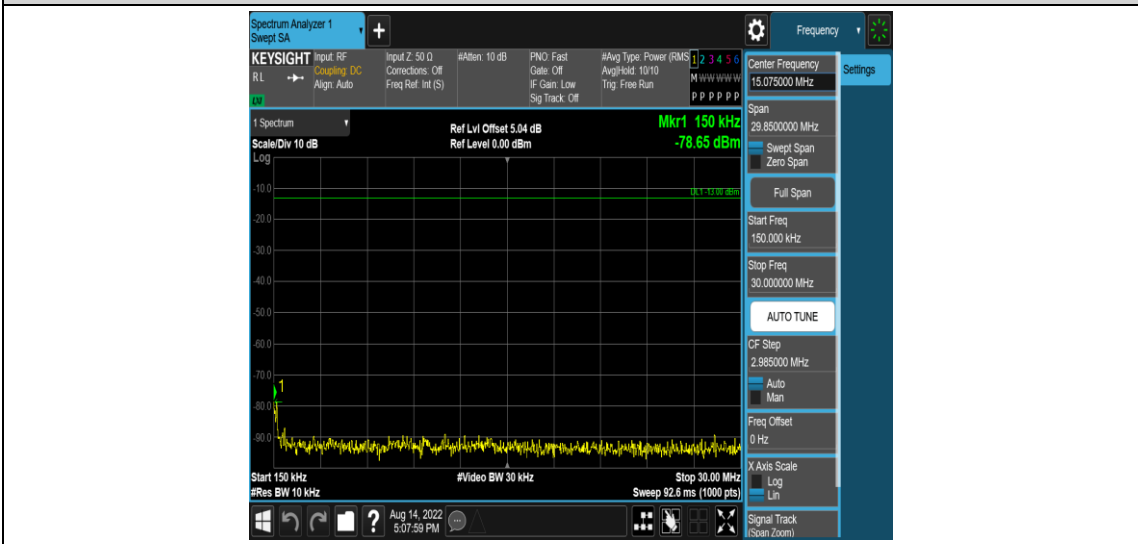 Spectrum Analyzer 1
Swept SA
+
Frequency
KEYSIGHT
RL
LXI
Input: RF
Coupling: DC
Align: Auto
Input Z: 50 Ω
Corrections: Off
Freq Ref: Int (S)
#Atten: 10 dB
PNO: Fast
Gate: Off
IF Gain: Low
Sig Track: Off
#Avg Type: Power (RMS
Avg|Hold: 10/10
Trig: Free Run
1 2 3 4 5 6
M W W W W W
P P P P P P
1 Spectrum
Scale/Div 10 dB
Log
Ref Lvl Offset 5.04 dB
Ref Level 0.00 dBm
Mkr1 150 kHz
-78.65 dBm
DL1 -13.00 dBm
-10.0
-20.0
-30.0
-40.0
-50.0
-60.0
-70.0
1
-80.0
-90.0
Start 150 kHz
#Res BW 10 kHz
#Video BW 30 kHz
Stop 30.00 MHz
Sweep 92.6 ms (1000 pts)
Center Frequency
15.075000 MHz
Settings
Span
29.8500000 MHz
Swept Span
Zero Span
Full Span
Start Freq
150.000 kHz
Stop Freq
30.000000 MHz
AUTO TUNE
CF Step
2.985000 MHz
Auto
Man
Freq Offset
0 Hz
X Axis Scale
Log
Lin
Signal Track
(Span Zoom)
?
Aug 14, 2022
5:07:59 PM